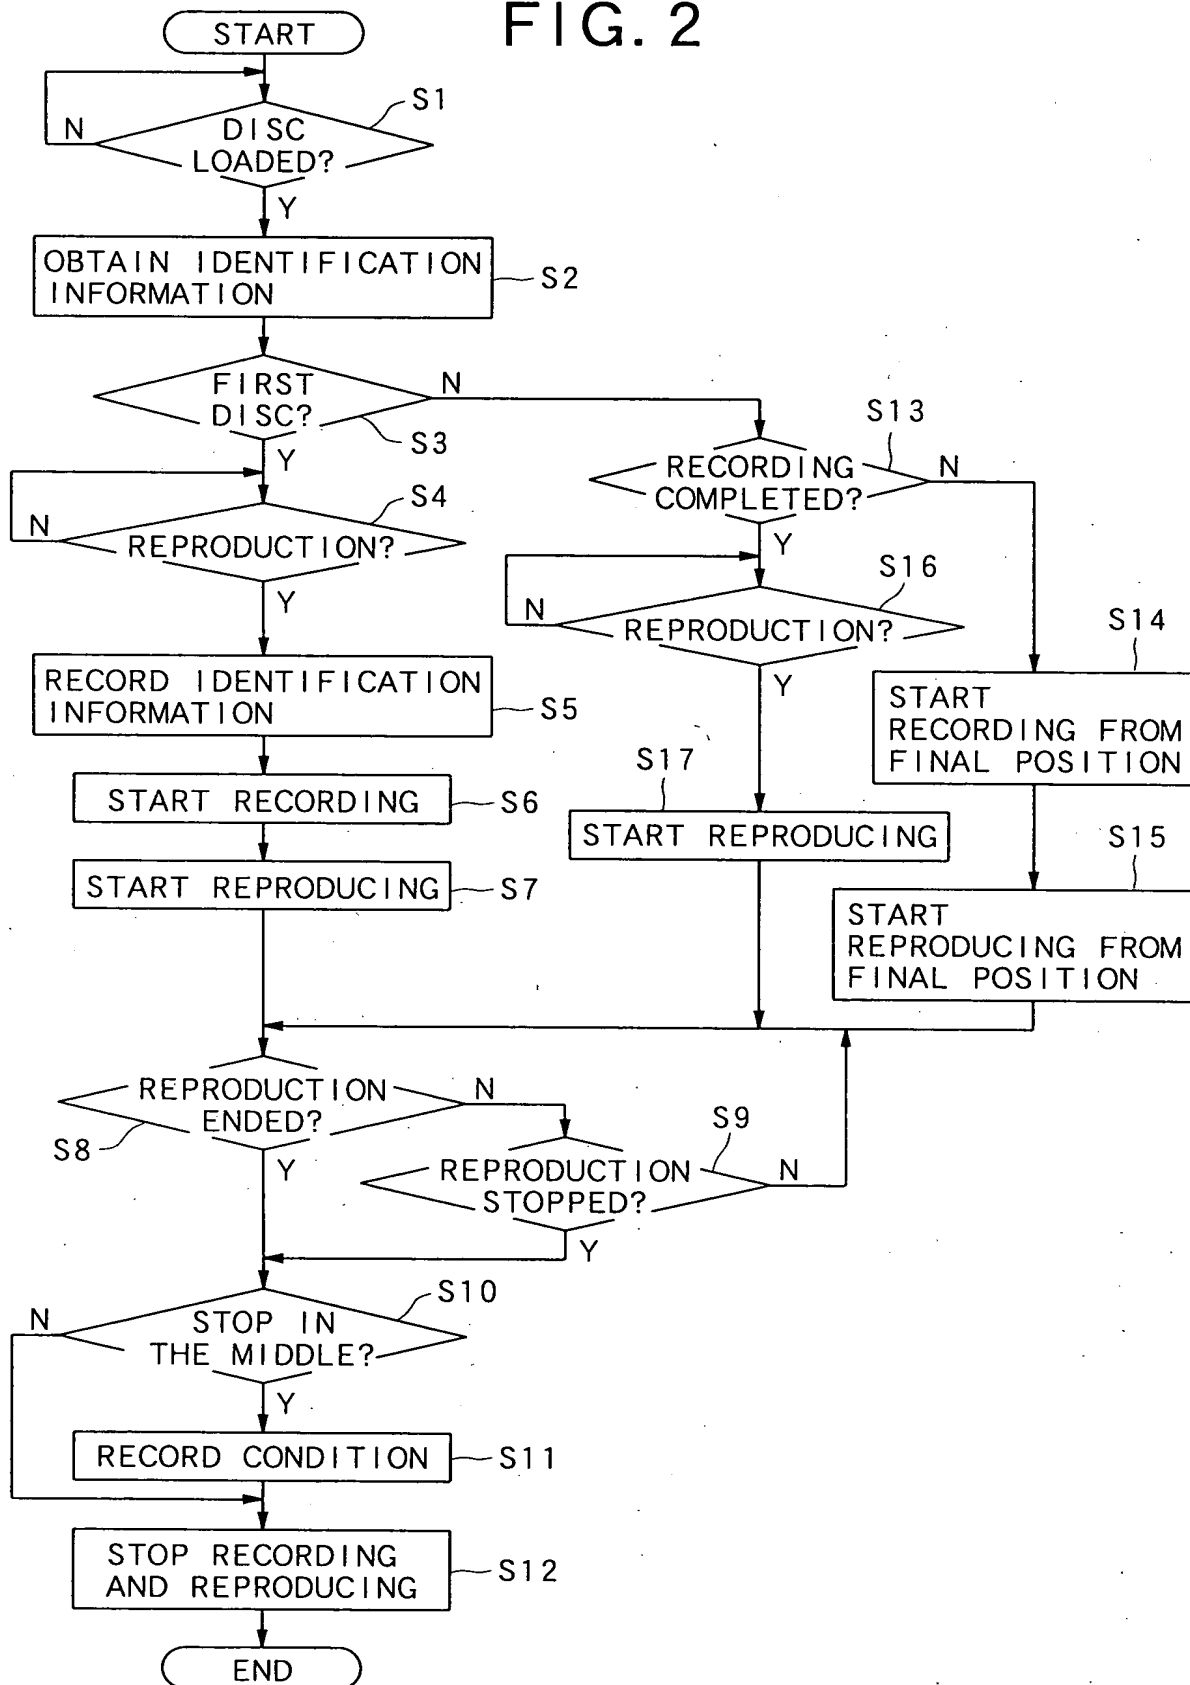 FIG. 2
START
S1
DISC
LOADED?
N
Y
OBTAIN IDENTIFICATION
INFORMATION
S2
FIRST
DISC?
N
S3
Y
S4
REPRODUCTION?
N
Y
RECORD IDENTIFICATION
INFORMATION
S5
START RECORDING
S6
START REPRODUCING
S7
S13
RECORDING
COMPLETED?
N
Y
S16
REPRODUCTION?
N
Y
S17
START REPRODUCING
S14
START
RECORDING FROM
FINAL POSITION
S15
START
REPRODUCING FROM
FINAL POSITION
REPRODUCTION
ENDED?
N
S8
Y
S9
REPRODUCTION
STOPPED?
N
Y
S10
STOP IN
THE MIDDLE?
N
Y
RECORD CONDITION
S11
STOP RECORDING
AND REPRODUCING
S12
END